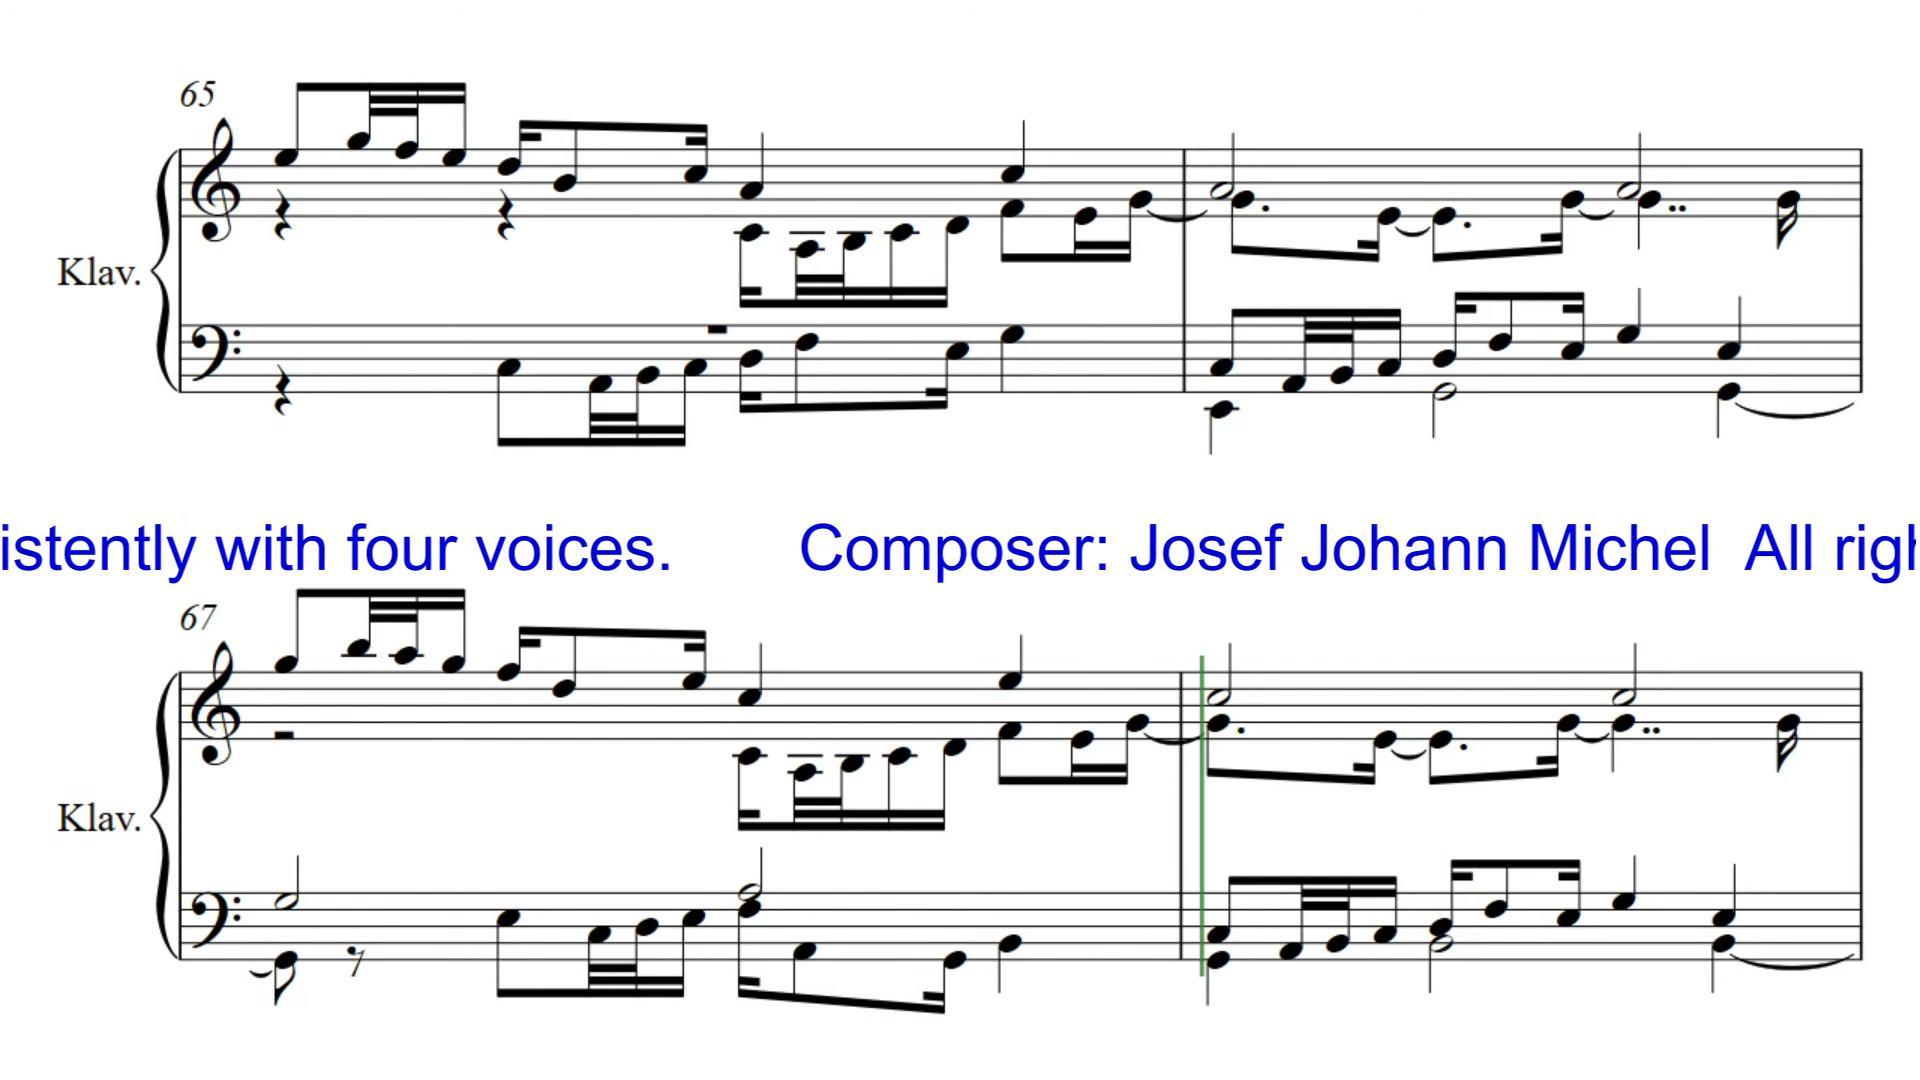 65
Klav.
istently with four voices. Composer: Josef Johann Michel All righ
67
Klav.